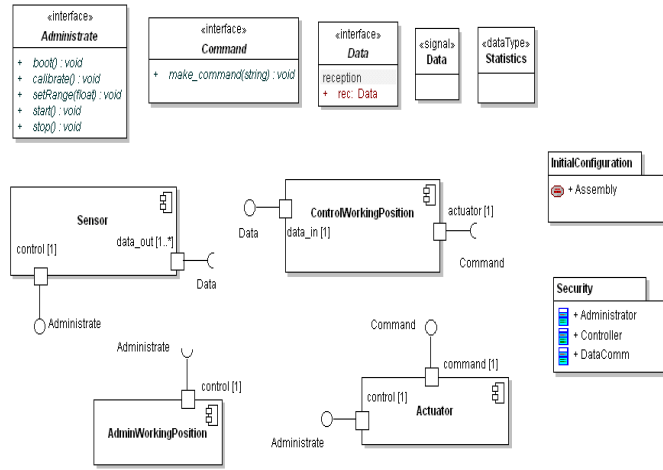 «interface»
Administrate
+ boot() : void
+ calibrate() : void
+ setRange(float) : void
+ start() : void
+ stop() : void
«interface»
Command
+ make_command(string) : void
«interface»
Data
reception
+ rec: Data
«signal»
Data
«dataType»
Statistics
Sensor
control [1]
data_out [1..*]
Data
Administrate
ControlWorkingPosition
Data
data_in [1]
actuator [1]
Command
InitialConfiguration
+ Assembly
Security
+ Administrator
+ Controller
+ DataComm
Administrate
control [1]
AdminWorkingPosition
Command
command [1]
control [1]
Actuator
Administrate